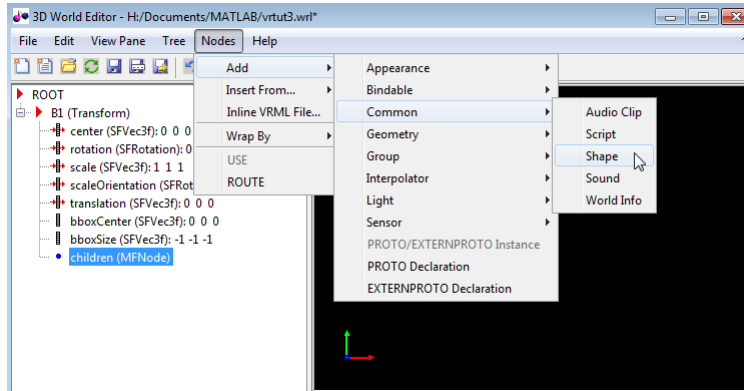 3D World Editor - H:/Documents/MATLAB/vrtut3.wrl*
File Edit View Pane Tree Nodes Help
ROOT
B1 (Transform)
center (SFVec3f): 0 0 0
rotation (SFRotation): 0
scale (SFVec3f): 1 1 1
scaleOrientation (SFRot
translation (SFVec3f): 0 0 0
bboxCenter (SFVec3f): 0 0 0
bboxSize (SFVec3f): -1 -1 -1
children (MFNode)
Add
Insert From...
Inline VRML File...
Wrap By
USE
ROUTE
Appearance
Bindable
Common
Geometry
Group
Interpolator
Light
Sensor
PROTO/EXTERNPROTO Instance
PROTO Declaration
EXTERNPROTO Declaration
Audio Clip
Script
Shape
Sound
World Info